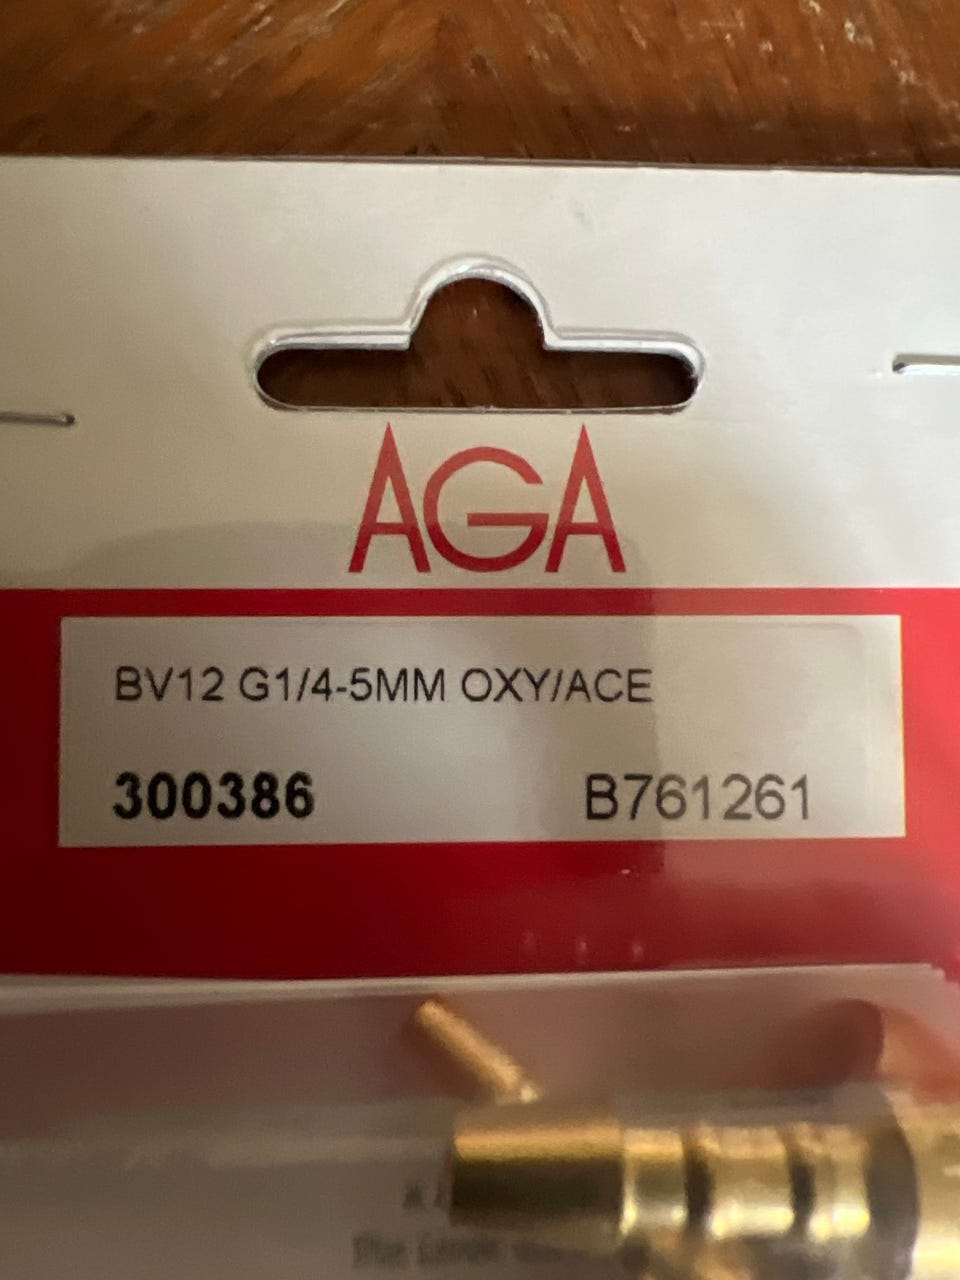 AGA
BV12 G1/4-5MM OXY/ACE
300386 B761261